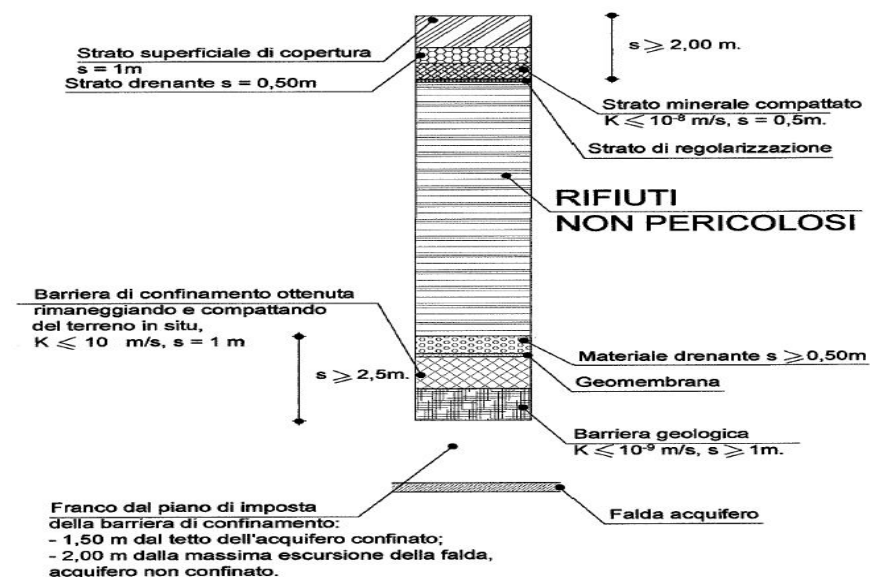 Strato superficiale di copertura
s = 1m
Strato drenante s = 0,50m
s ⩾ 2,00 m.
Strato minerale compattato
K ⩽ 10⁻⁸ m/s, s = 0,5m.
Strato di regolarizzazione
RIFIUTI
NON PERICOLOSI
Barriera di confinamento ottenuta
rimaneggiando e compattando
del terreno in situ,
K ⩽ 10 m/s, s = 1 m
s ⩾ 2,5m.
Materiale drenante s ⩾ 0,50m
Geomembrana
Barriera geologica
K ⩽ 10⁻⁹ m/s, s ⩾ 1m.
Franco dal piano di imposta
della barriera di confinamento:
- 1,50 m dal tetto dell'acquifero confinato;
- 2,00 m dalla massima escursione della falda,
acquifero non confinato.
Falda acquifero